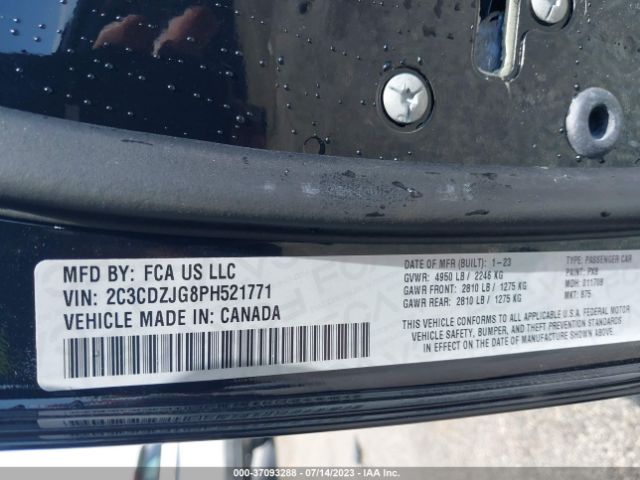 MFD BY: FCA US LLC
VIN: 2C3CDZJG8PH521771
VEHICLE MADE IN: CANADA
DATE OF MFR (BUILT): 1-23
GVWR: 4950 LB / 2246 KG
GAWR FRONT: 2810 LB / 1275 KG
GAWR REAR: 2810 LB / 1275 KG
TYPE: PASSENGER CAR
PAINT: PX8
MDH: 011708
MKT: 875
THIS VEHICLE CONFORMS TO ALL APPLICABLE U.S.A. FEDERAL MOTOR
VEHICLE SAFETY, BUMPER, AND THEFT PREVENTION STANDARDS
IN EFFECT ON THE DATE OF MANUFACTURE SHOWN ABOVE.
000-37093288 - 07/14/2023 - IAA Inc.